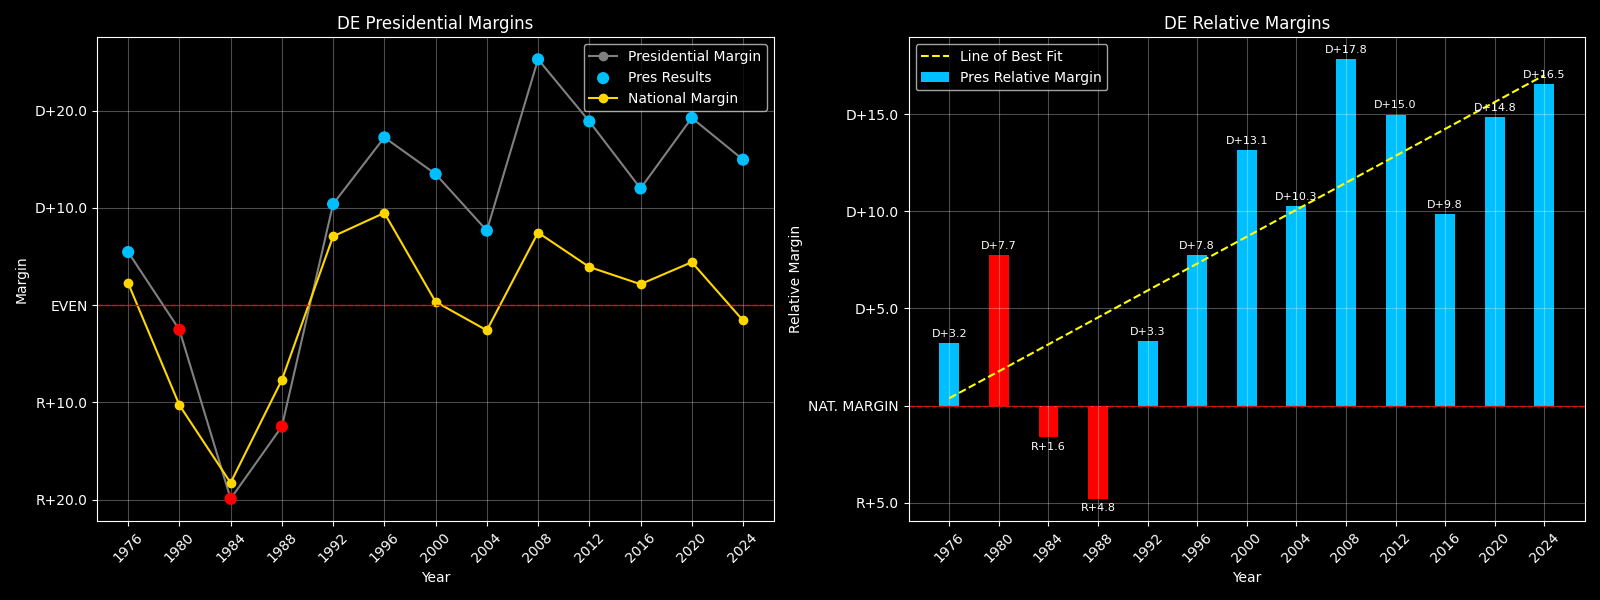 DE Presidential Margins
Presidential Margin
Pres Results
National Margin
Margin
D+20.0
D+10.0
EVEN
R+10.0
R+20.0
1976
1980
1984
1988
1992
1996
2000
2004
2008
2012
2016
2020
2024
Year
DE Relative Margins
Line of Best Fit
Pres Relative Margin
Relative Margin
D+15.0
D+10.0
D+5.0
NAT. MARGIN
R+5.0
D+3.2
D+7.7
R+1.6
R+4.8
D+3.3
D+7.8
D+13.1
D+10.3
D+17.8
D+15.0
D+9.8
D+14.8
D+16.5
1976
1980
1984
1988
1992
1996
2000
2004
2008
2012
2016
2020
2024
Year